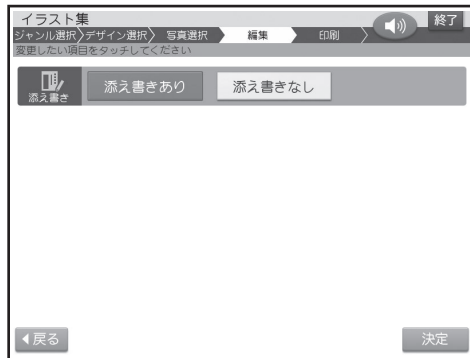 イラスト集
終了
ジャンル選択 デザイン選択 写真選択 編集 印刷
変更したい項目をタッチしてください
添え書き 添え書きあり 添え書きなし
戻る 決定